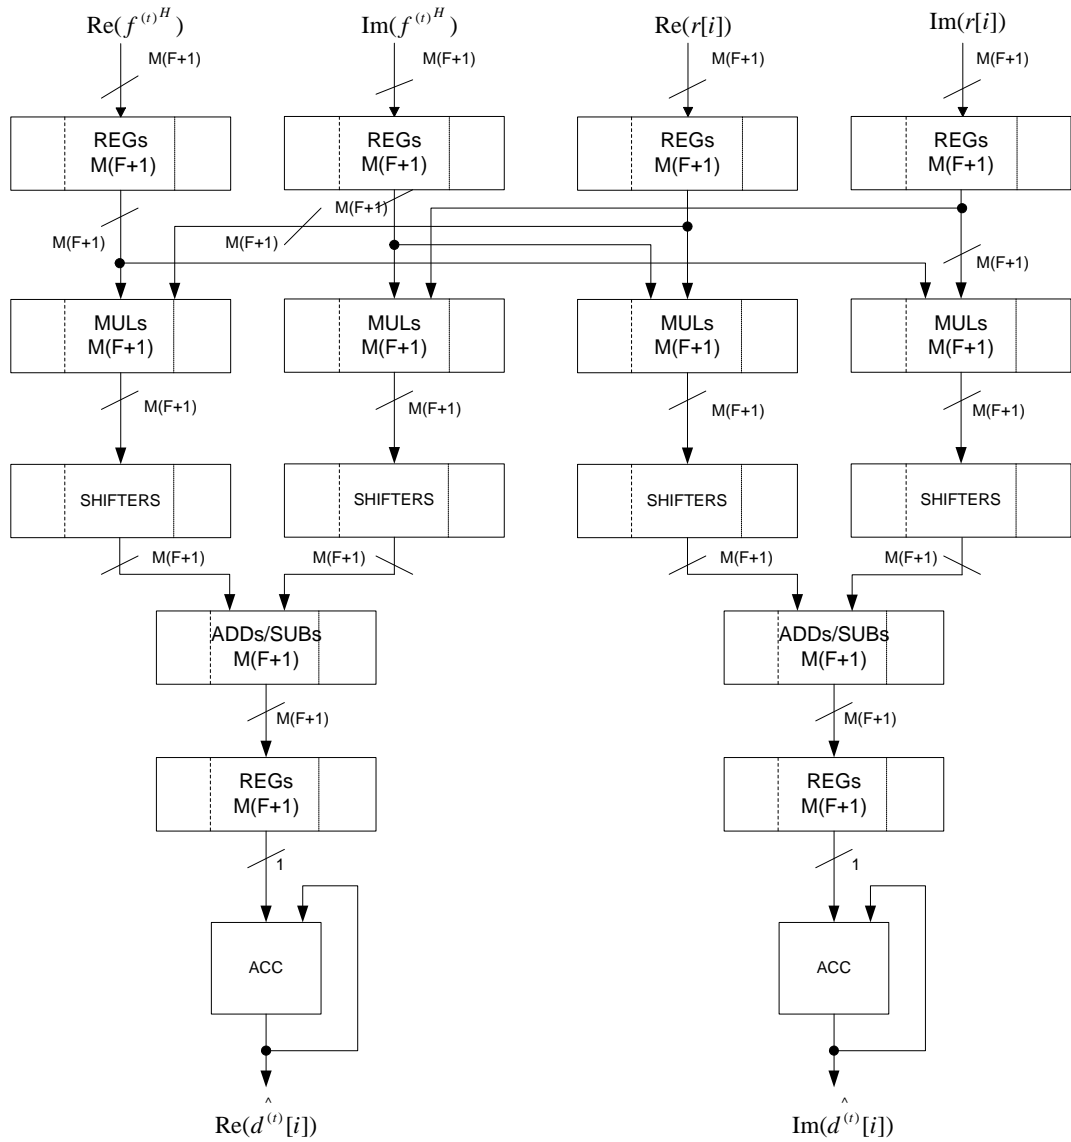 Re(f^(t)^H) Im(f^(t)^H) Re(r[i]) Im(r[i])
M(F+1) M(F+1) M(F+1) M(F+1)
REGs REGs REGs REGs
M(F+1) M(F+1) M(F+1) M(F+1)
M(F+1)
M(F+1) M(F+1) M(F+1)
M(F+1)
MULs MULs MULs MULs
M(F+1) M(F+1) M(F+1) M(F+1)
M(F+1) M(F+1) M(F+1) M(F+1)
SHIFTERS SHIFTERS SHIFTERS SHIFTERS
M(F+1) M(F+1) M(F+1) M(F+1)
ADDs/SUBs ADDs/SUBs
M(F+1) M(F+1)
M(F+1) M(F+1)
REGs REGs
M(F+1) M(F+1)
1 1
ACC ACC
^ ^
Re(d^(t)[i]) Im(d^(t)[i])